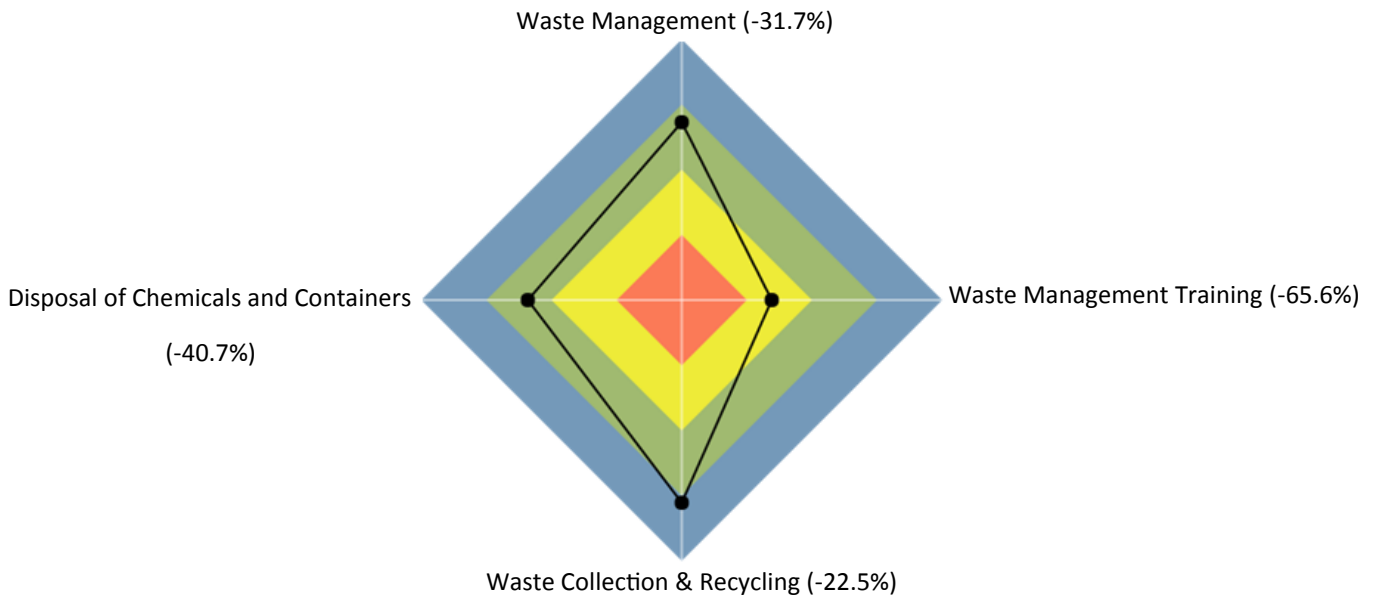 Waste Management (-31.7%)
Disposal of Chemicals and Containers
(-40.7%)
Waste Management Training (-65.6%)
Waste Collection & Recycling (-22.5%)